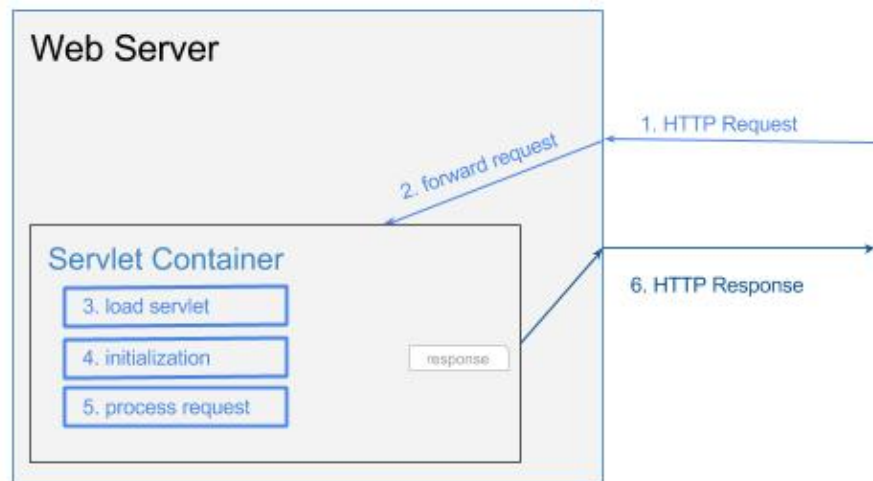 Web Server
1. HTTP Request
2. forward request
Servlet Container
3. load servlet
6. HTTP Response
4. initialization
response
5. process request